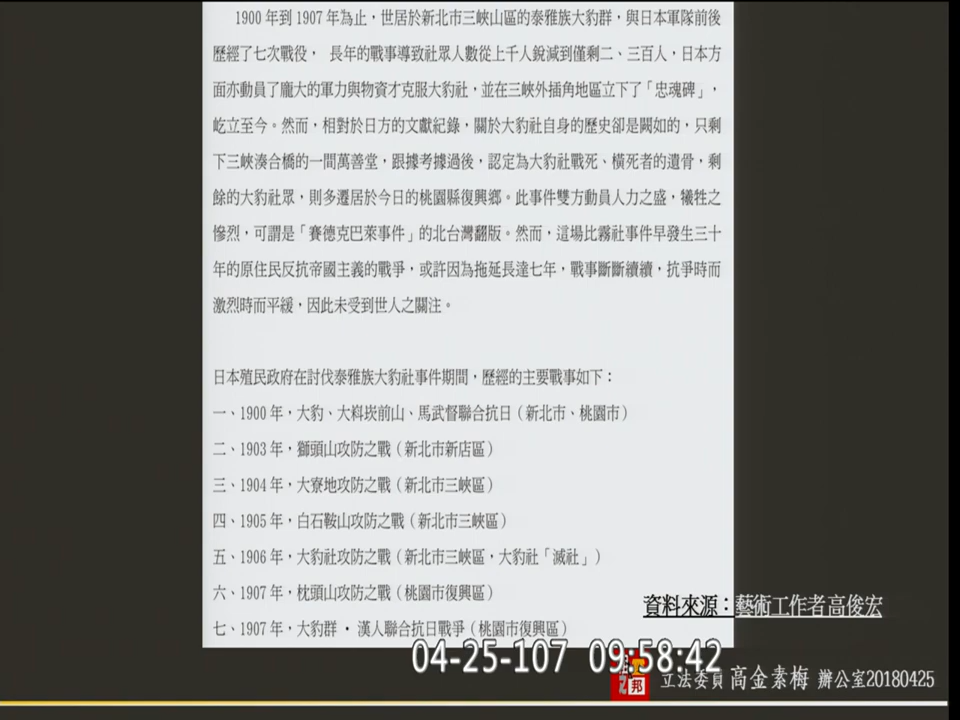 1900 年到 1907 年為止，世居於新北市三峽山區的泰雅族大豹群，與日本軍隊前後
歷經了七次戰役， 長年的戰事導致社眾人數從上千人銳減到僅剩二、三百人，日本方
面亦動員了龐大的軍力與物資才克服大豹社，並在三峽外插角地區立下了「忠魂碑」，
屹立至今。然而，相對於日方的文獻紀錄，關於大豹社自身的歷史卻是闕如的，只剩
下三峽湊合橋的一間萬善堂，跟據考據過後，認定為大豹社戰死、橫死者的遺骨，剩
餘的大豹社眾，則多遷居於今日的桃園縣復興鄉。此事件雙方動員人力之盛，犧牲之
慘烈，可謂是「賽德克巴萊事件」的北台灣翻版。然而，這場比霧社事件早發生三十
年的原住民反抗帝國主義的戰爭，或許因為拖延長達七年，戰事斷斷續續，抗爭時而
激烈時而平緩，因此未受到世人之關注。
日本殖民政府在討伐泰雅族大豹社事件期間，歷經的主要戰事如下：
一、1900 年，大豹、大嵙崁前山、馬武督聯合抗日（新北市、桃園市）
二、1903 年，獅頭山攻防之戰（新北市新店區）
三、1904 年，大寮地攻防之戰（新北市三峽區）
四、1905 年，白石鞍山攻防之戰（新北市三峽區）
五、1906 年，大豹社攻防之戰（新北市三峽區，大豹社「滅社」）
六、1907 年，枕頭山攻防之戰（桃園市復興區）
七、1907 年，大豹群・漢人聯合抗日戰爭（桃園市復興區）
資料來源：藝術工作者高俊宏
04-25-107 09:58:42
立法委員 高金素梅 辦公室20180425